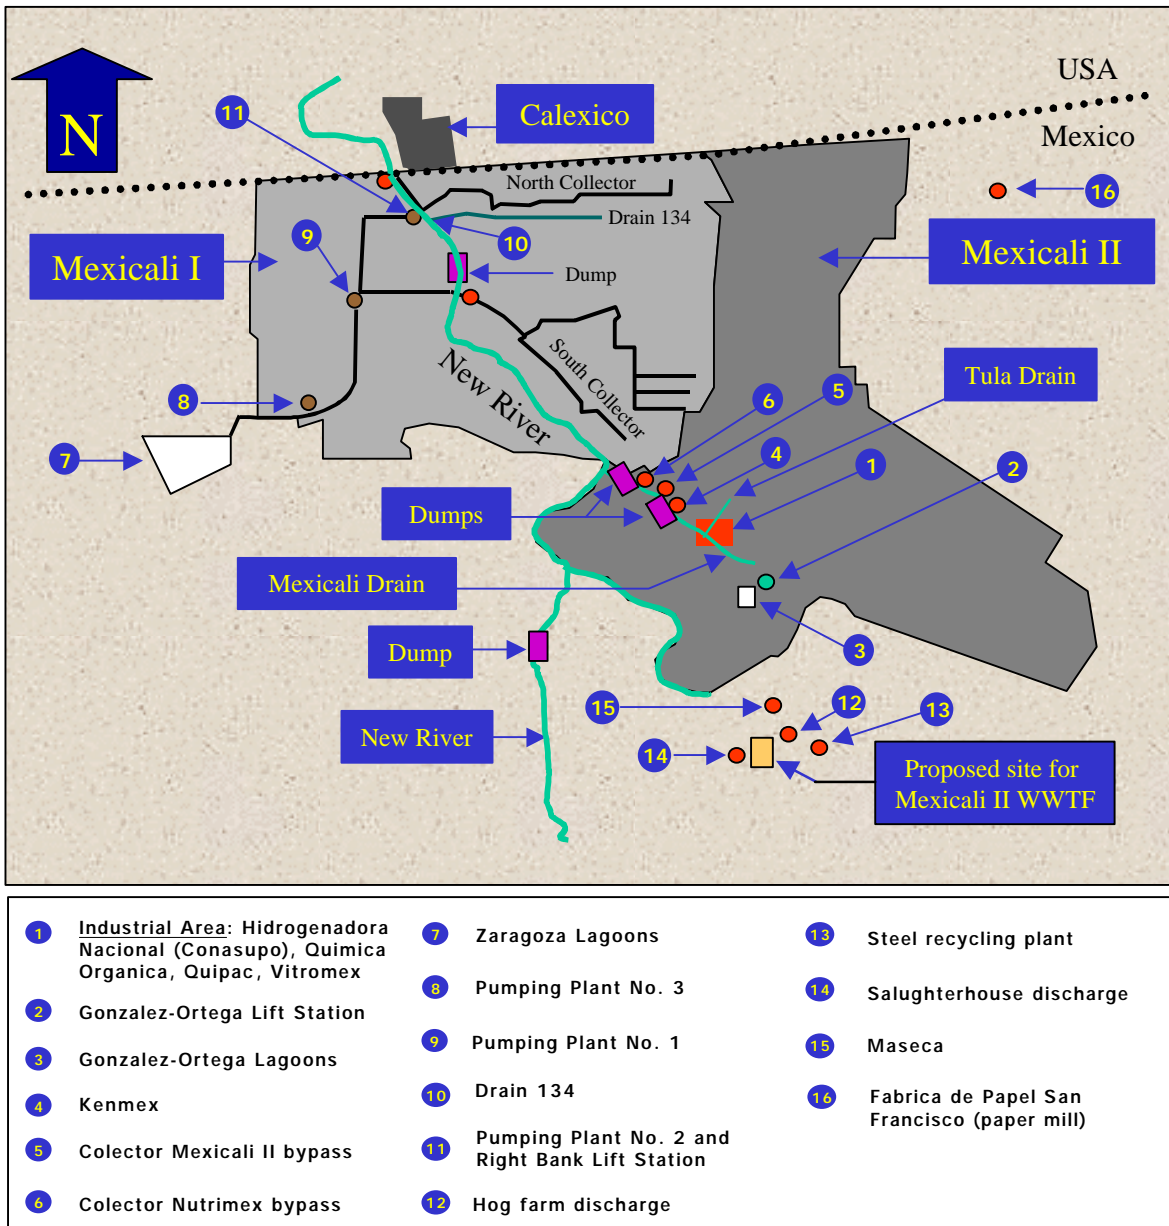 USA
Mexico
N
11
Calexico
16
North Collector
Drain 134
9
10
Mexicali I
Dump
Mexicali II
New River
South Collector
Tula Drain
8
6
5
7
4
1
2
Dumps
Mexicali Drain
Dump
3
15
12
13
New River
14
Proposed site for
Mexicali II WWTF
1
Industrial Area: Hidrogenadora
Nacional (Conasupo), Quimica
Organica, Quipac, Vitromex
2
Gonzalez-Ortega Lift Station
3
Gonzalez-Ortega Lagoons
4
Kenmex
5
Colector Mexicali II bypass
6
Colector Nutrimex bypass
7
Zaragoza Lagoons
8
Pumping Plant No. 3
9
Pumping Plant No. 1
10
Drain 134
11
Pumping Plant No. 2 and
Right Bank Lift Station
12
Hog farm discharge
13
Steel recycling plant
14
Salughterhouse discharge
15
Maseca
16
Fabrica de Papel San
Francisco (paper mill)